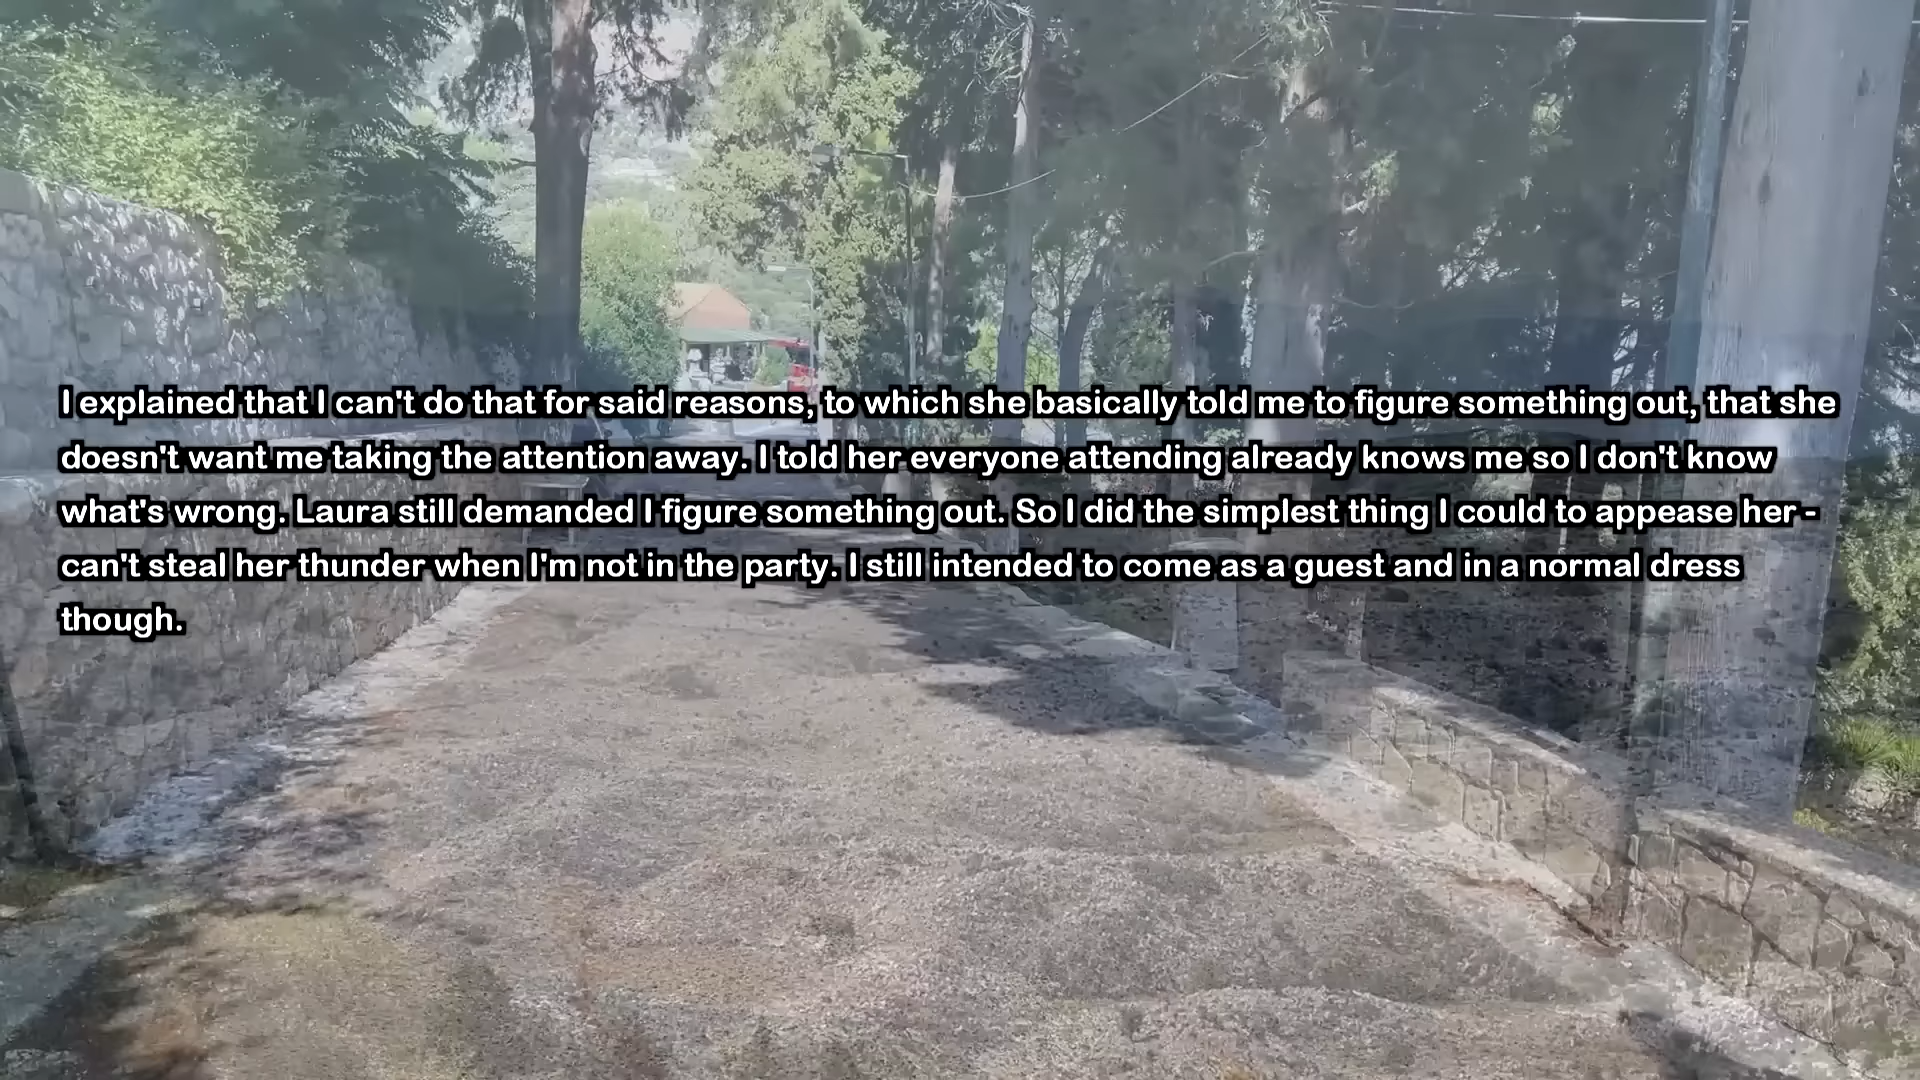 I explained that I can't do that for said reasons, to which she basically told me to figure something out, that she
doesn't want me taking the attention away. I told her everyone attending already knows me so I don't know
what's wrong. Laura still demanded I figure something out. So I did the simplest thing I could to appease her -
can't steal her thunder when I'm not in the party. I still intended to come as a guest and in a normal dress
though.